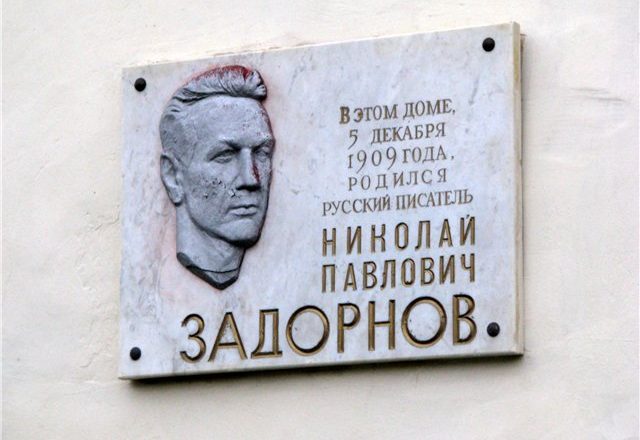 В ЭТОМ ДОМЕ,
5 ДЕКАБРЯ
1909 ГОДА,
РОДИЛСЯ
РУССКИЙ ПИСАТЕЛЬ
НИКОЛАЙ
ПАВЛОВИЧ
ЗАДОРНОВ